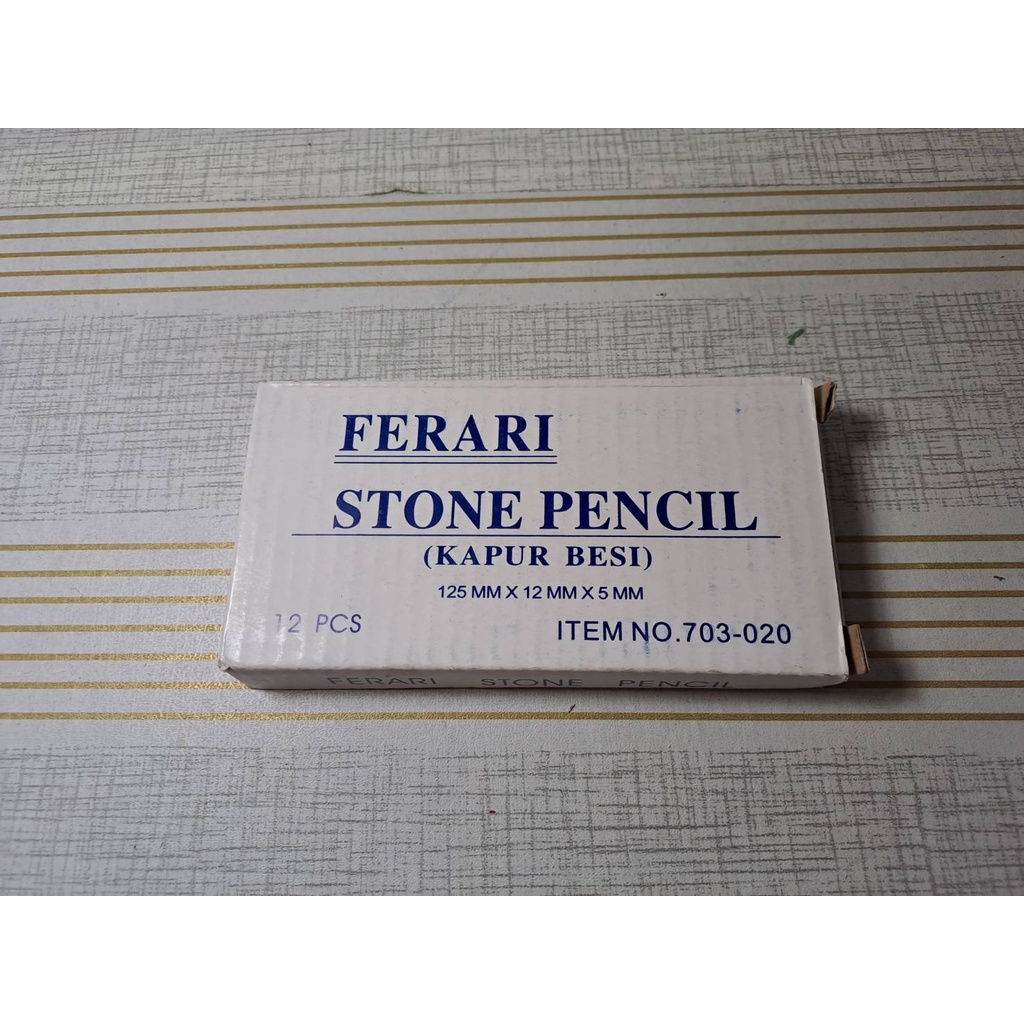 FERARI
STONE PENCIL
(KAPUR BESI)
125 MM X 12 MM X 5 MM
12 PCS
ITEM NO.703-020
FERARI STONE PENCIL